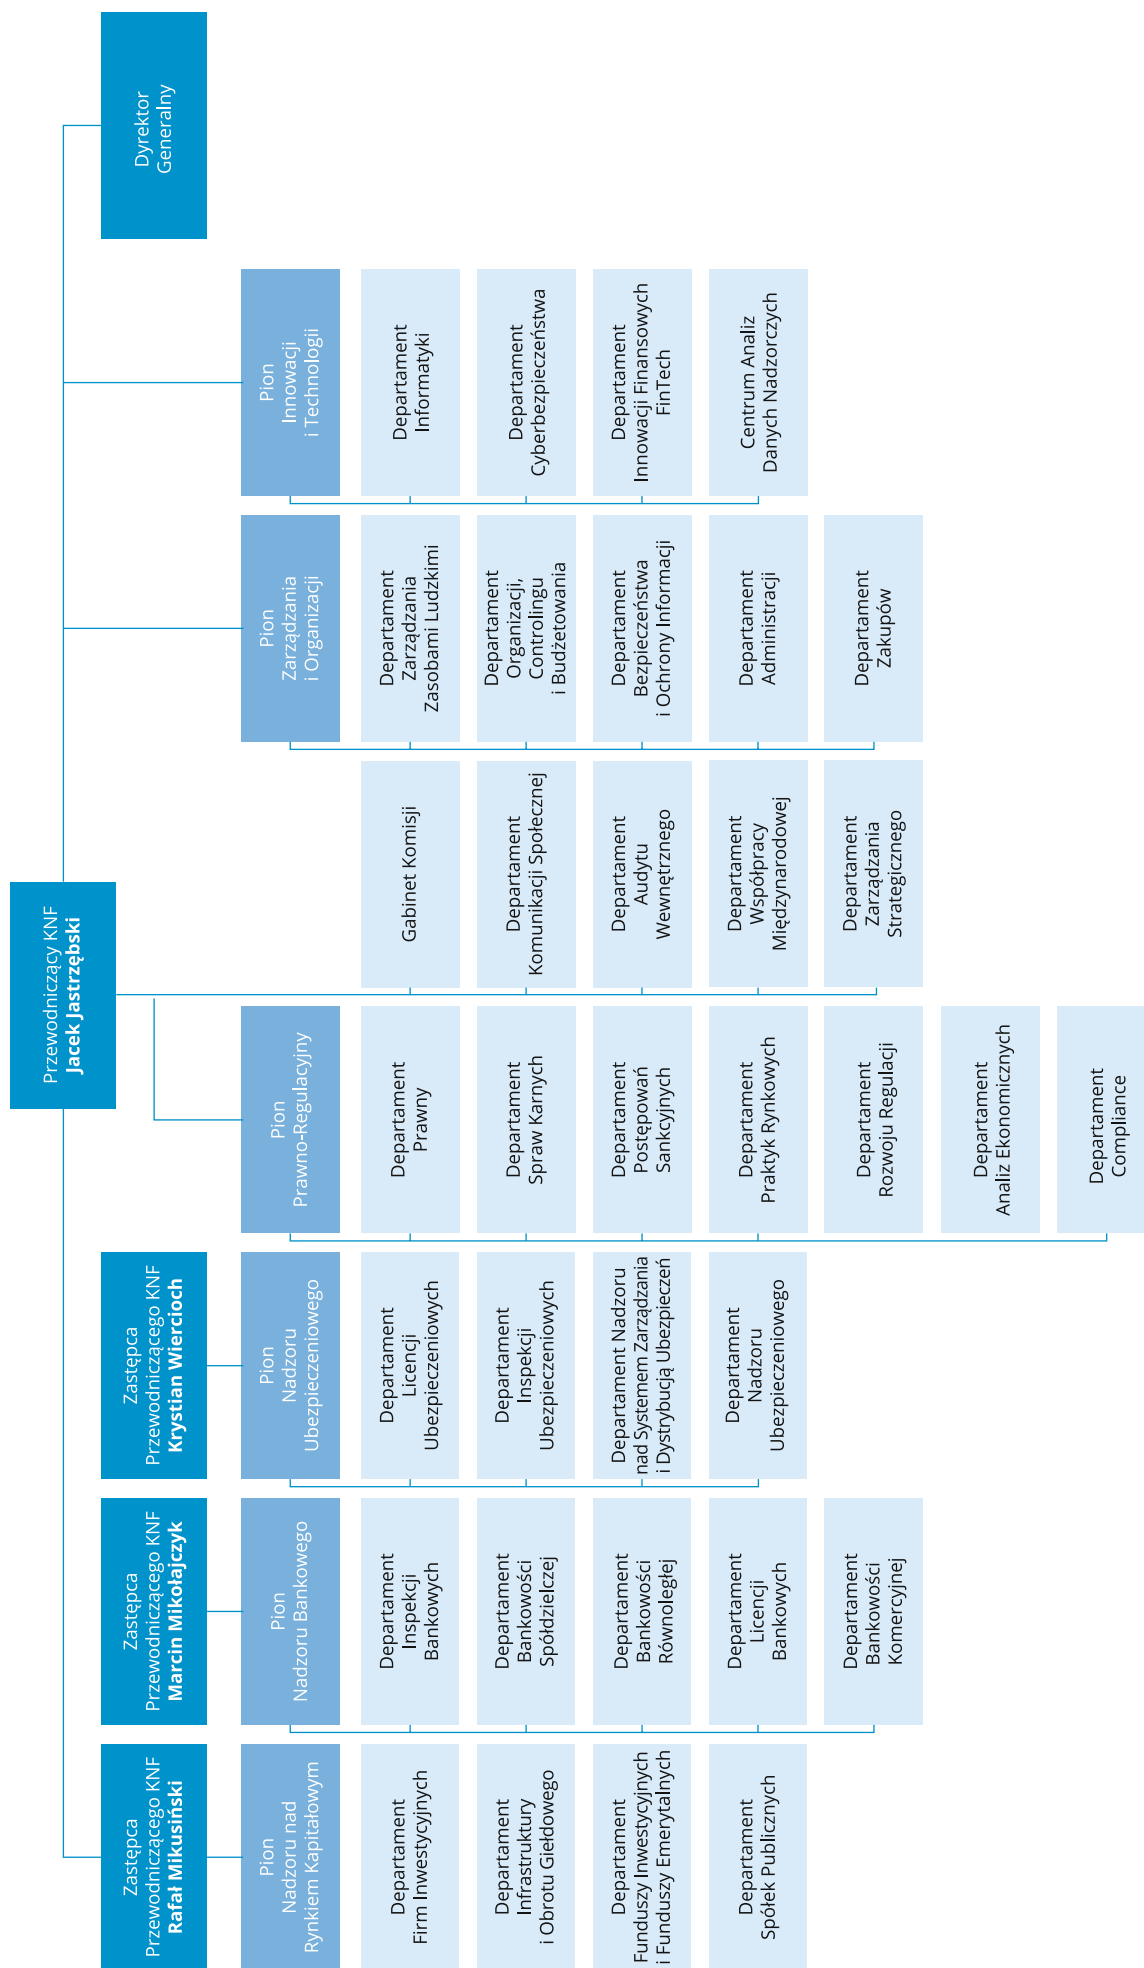 Przewodniczący KNF
Jacek Jastrzębski
Zastępca
Przewodniczącego KNF
Rafał Mikusiński
Zastępca
Przewodniczącego KNF
Marcin Mikołajczyk
Zastępca
Przewodniczącego KNF
Krystian Wiercioch
Dyrektor
Generalny
Pion
Nadzoru nad
Rynkiem Kapitałowym
Departament
Firm Inwestycyjnych
Departament
Infrastruktury
i Obrotu Giełdowego
Departament
Funduszy Inwestycyjnych
i Funduszy Emerytalnych
Departament
Spółek Publicznych
Pion
Nadzoru Bankowego
Departament
Inspekcji
Bankowych
Departament
Bankowości
Spółdzielczej
Departament
Bankowości
Równoległej
Departament
Licencji
Bankowych
Departament
Bankowości
Komercyjnej
Pion
Nadzoru
Ubezpieczeniowego
Departament
Licencji
Ubezpieczeniowych
Departament
Inspekcji
Ubezpieczeniowych
Departament Nadzoru
nad Systemem Zarządzania
i Dystrybucją Ubezpieczeń
Departament
Nadzoru
Ubezpieczeniowego
Pion
Prawno-Regulacyjny
Departament
Prawny
Departament
Spraw Karnych
Departament
Postępowań
Sankcyjnych
Departament
Praktyk Rynkowych
Departament
Rozwoju Regulacji
Departament
Analiz Ekonomicznych
Departament
Compliance
Gabinet Komisji
Departament
Komunikacji Społecznej
Departament
Audytu
Wewnętrznego
Departament
Współpracy
Międzynarodowej
Departament
Zarządzania
Strategicznego
Pion
Zarządzania
i Organizacji
Departament
Zarządzania
Zasobami Ludzkimi
Departament
Organizacji,
Controlingu
i Budżetowania
Departament
Bezpieczeństwa
i Ochrony Informacji
Departament
Administracji
Departament
Zakupów
Pion
Innowacji
i Technologii
Departament
Informatyki
Departament
Cyberbezpieczeństwa
Departament
Innowacji Finansowych
FinTech
Centrum Analiz
Danych Nadzorczych